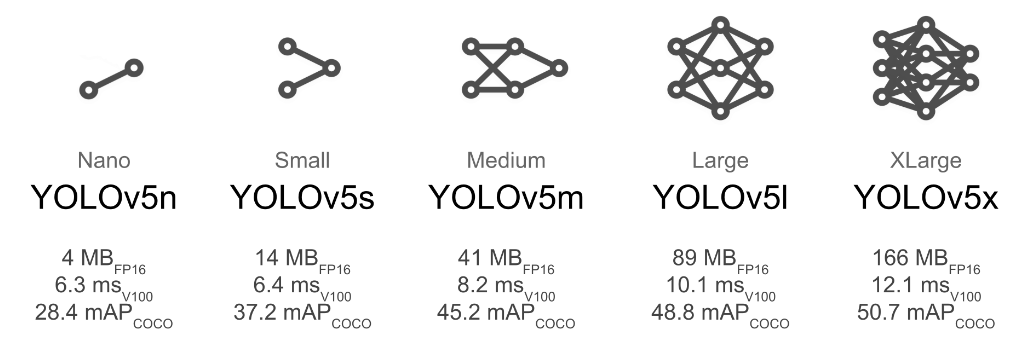 Nano
YOLOv5n
4 MB FP16
6.3 ms V100
28.4 mAP COCO
Small
YOLOv5s
14 MB FP16
6.4 ms V100
37.2 mAP COCO
Medium
YOLOv5m
41 MB FP16
8.2 ms V100
45.2 mAP COCO
Large
YOLOv5l
89 MB FP16
10.1 ms V100
48.8 mAP COCO
XLarge
YOLOv5x
166 MB FP16
12.1 ms V100
50.7 mAP COCO